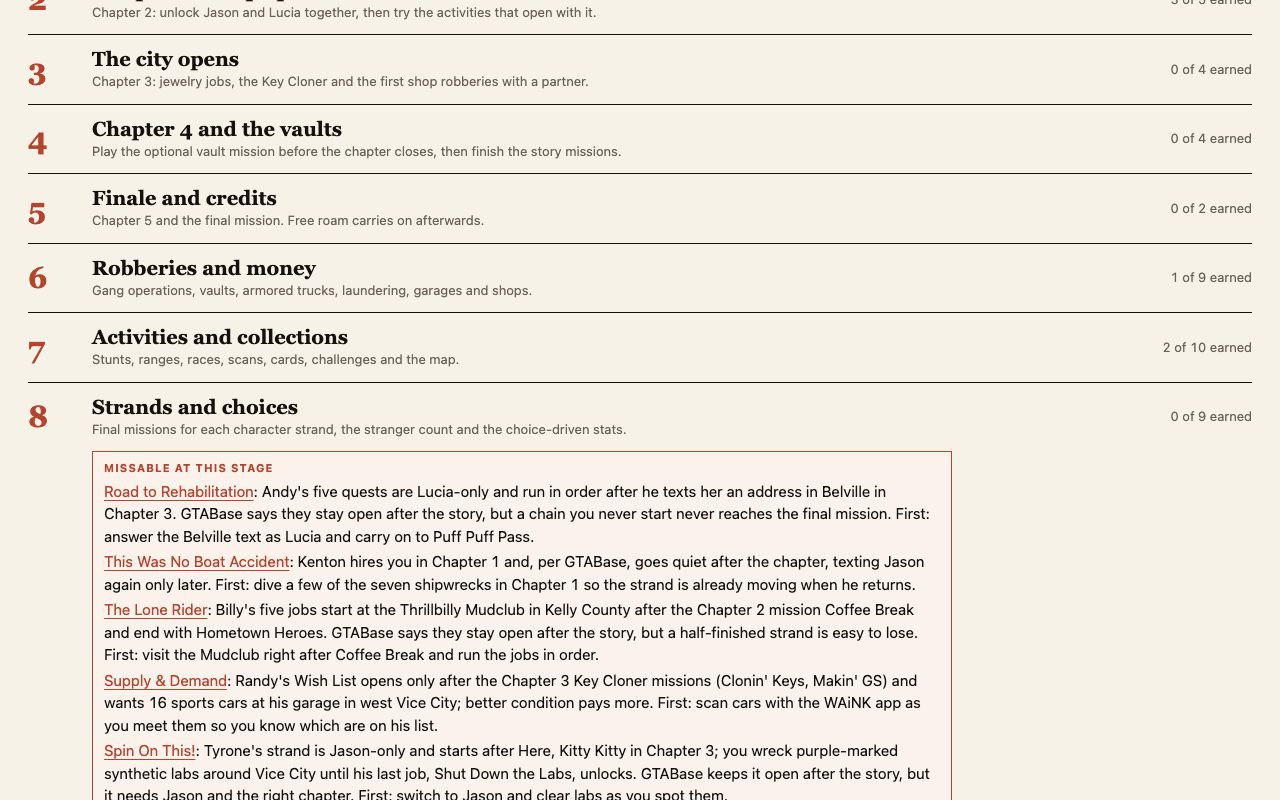 2
Chapter 2: unlock Jason and Lucia together, then try the activities that open with it.
3
The city opens
Chapter 3: jewelry jobs, the Key Cloner and the first shop robberies with a partner.
0 of 4 earned
4
Chapter 4 and the vaults
Play the optional vault mission before the chapter closes, then finish the story missions.
0 of 4 earned
5
Finale and credits
Chapter 5 and the final mission. Free roam carries on afterwards.
0 of 2 earned
6
Robberies and money
Gang operations, vaults, armored trucks, laundering, garages and shops.
1 of 9 earned
7
Activities and collections
Stunts, ranges, races, scans, cards, challenges and the map.
2 of 10 earned
8
Strands and choices
Final missions for each character strand, the stranger count and the choice-driven stats.
0 of 9 earned
MISSABLE AT THIS STAGE
Road to Rehabilitation: Andy's five quests are Lucia-only and run in order after he texts her an address in Belville in
Chapter 3. GTABase says they stay open after the story, but a chain you never start never reaches the final mission. First:
answer the Belville text as Lucia and carry on to Puff Puff Pass.
This Was No Boat Accident: Kenton hires you in Chapter 1 and, per GTABase, goes quiet after the chapter, texting Jason
again only later. First: dive a few of the seven shipwrecks in Chapter 1 so the strand is already moving when he returns.
The Lone Rider: Billy's five jobs start at the Thrillbilly Mudclub in Kelly County after the Chapter 2 mission Coffee Break
and end with Hometown Heroes. GTABase says they stay open after the story, but a half-finished strand is easy to lose.
First: visit the Mudclub right after Coffee Break and run the jobs in order.
Supply & Demand: Randy's Wish List opens only after the Chapter 3 Key Cloner missions (Clonin' Keys, Makin' GS) and
wants 16 sports cars at his garage in west Vice City; better condition pays more. First: scan cars with the WAiNK app as
you meet them so you know which are on his list.
Spin On This!: Tyrone's strand is Jason-only and starts after Here, Kitty Kitty in Chapter 3; you wreck purple-marked
synthetic labs around Vice City until his last job, Shut Down the Labs, unlocks. GTABase keeps it open after the story, but
it needs Jason and the right chapter. First: switch to Jason and clear labs as you spot them.